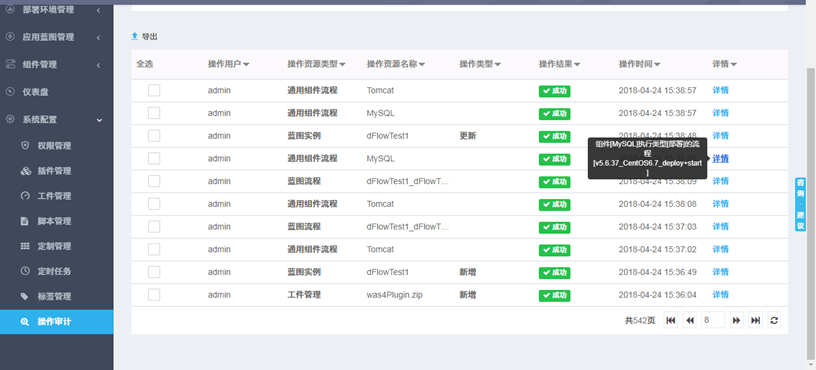 部署环境管理
应用蓝图管理
组件管理
仪表盘
系统配置
权限管理
插件管理
工件管理
脚本管理
定制管理
定时任务
标签管理
操作审计
导出
全选 操作用户 操作资源类型 操作资源名称 操作类型 操作结果 操作时间 详情
admin 通用组件流程 Tomcat 成功 2018-04-24 15:38:57 详情
admin 通用组件流程 MySQL 成功 2018-04-24 15:38:57 详情
admin 蓝图实例 dFlowTest1 更新 成功 2018-04-24 15:38:48 详情
组件[MySQL]执行类型[部署]的流
程
[v5.6.37_CentOS6.7_deploy+start
]
admin 通用组件流程 MySQL 成功 详情
admin 蓝图流程 dFlowTest1_dFlowT... 成功 2018-04-24 15:38:09 详情
admin 通用组件流程 Tomcat 成功 2018-04-24 15:38:08 详情
admin 蓝图流程 dFlowTest1_dFlowT... 成功 2018-04-24 15:37:03 详情
admin 通用组件流程 Tomcat 成功 2018-04-24 15:37:02 详情
admin 蓝图实例 dFlowTest1 新增 成功 2018-04-24 15:36:49 详情
admin 工件管理 was4Plugin.zip 新增 成功 2018-04-24 15:36:04 详情
共542页 8
咨询·建议